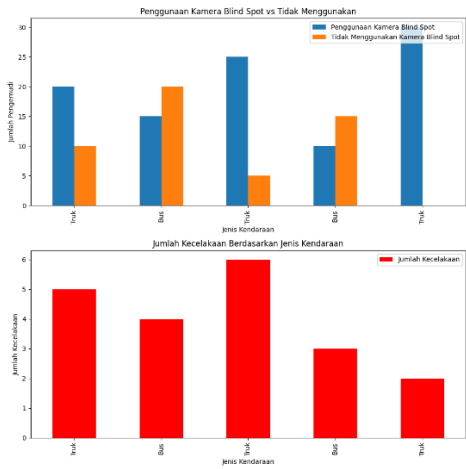 Penggunaan Kamera Blind Spot vs Tidak Menggunakan
Penggunaan Kamera Blind Spot
Tidak Menggunakan Kamera Blind Spot
Jumlah Pengemudi
30
25
20
15
10
5
0
Truk
Bus
Truk
Bus
Truk
Jenis Kendaraan
Jumlah Kecelakaan Berdasarkan Jenis Kendaraan
Jumlah Kecelakaan
Jumlah Kecelakaan
6
5
4
3
2
1
0
Truk
Bus
Truk
Bus
Truk
Jenis Kendaraan